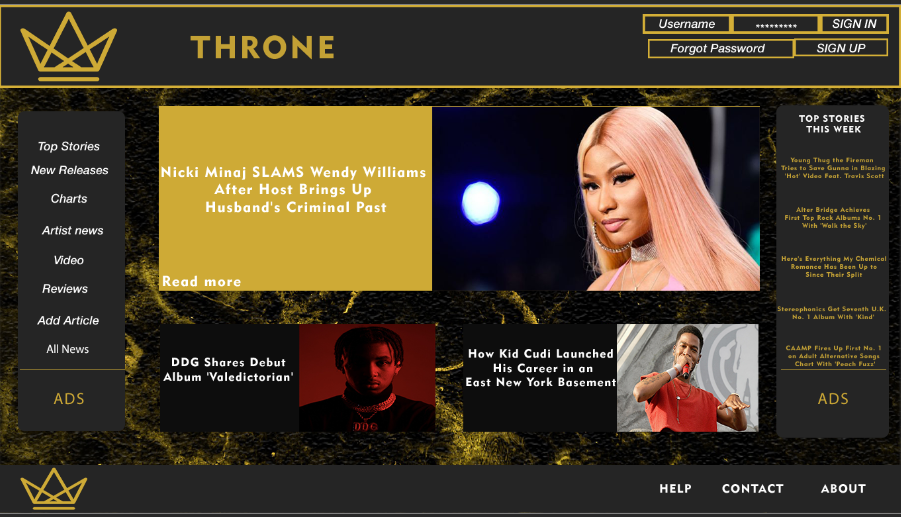 THRONE
Username
*********
SIGN IN
Forgot Password
SIGN UP
Top Stories
New Releases
Charts
Artist news
Video
Reviews
Add Article
All News
ADS
Nicki Minaj SLAMS Wendy Williams
After Host Brings Up
Husband's Criminal Past
Read more
DDG Shares Debut
Album 'Valedictorian'
How Kid Cudi Launched
His Career in an
East New York Basement
TOP STORIES
THIS WEEK
Young Thug the Fireman
Tries to Save Gunna in Blazing
'Hot' Video Feat. Travis Scott
Alter Bridge Achieves
First Top Rock Albums No. 1
With 'Walk the Sky'
Here's Everything My Chemical
Romance Has Been Up to
Since Their Split
Stereophonics Get Seventh U.K.
No. 1 Album With 'Kind'
CAAMP Fires Up First No. 1
on Adult Alternative Songs
Chart With 'Peach Fuzz'
ADS
HELP
CONTACT
ABOUT